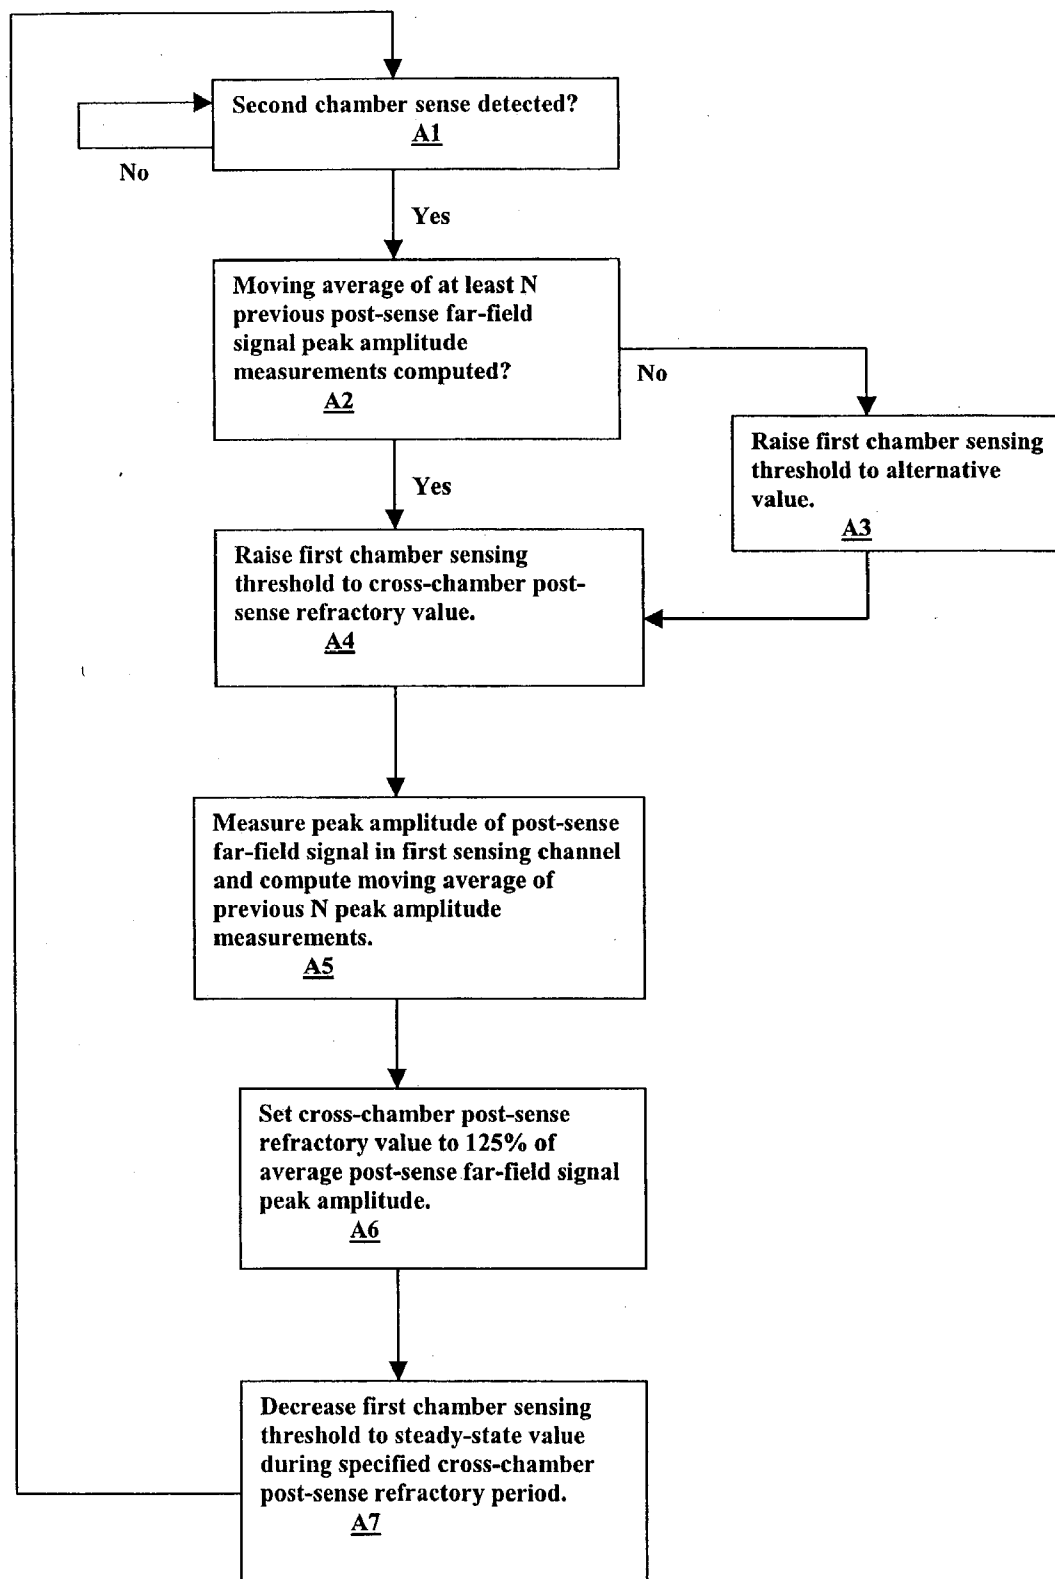 Second chamber sense detected?
A1
No
Yes
Moving average of at least N
previous post-sense far-field
signal peak amplitude
measurements computed?
A2
No
Raise first chamber sensing
threshold to alternative
value.
A3
Yes
Raise first chamber sensing
threshold to cross-chamber post-
sense refractory value.
A4
Measure peak amplitude of post-sense
far-field signal in first sensing channel
and compute moving average of
previous N peak amplitude
measurements.
A5
Set cross-chamber post-sense
refractory value to 125% of
average post-sense far-field signal
peak amplitude.
A6
Decrease first chamber sensing
threshold to steady-state value
during specified cross-chamber
post-sense refractory period.
A7